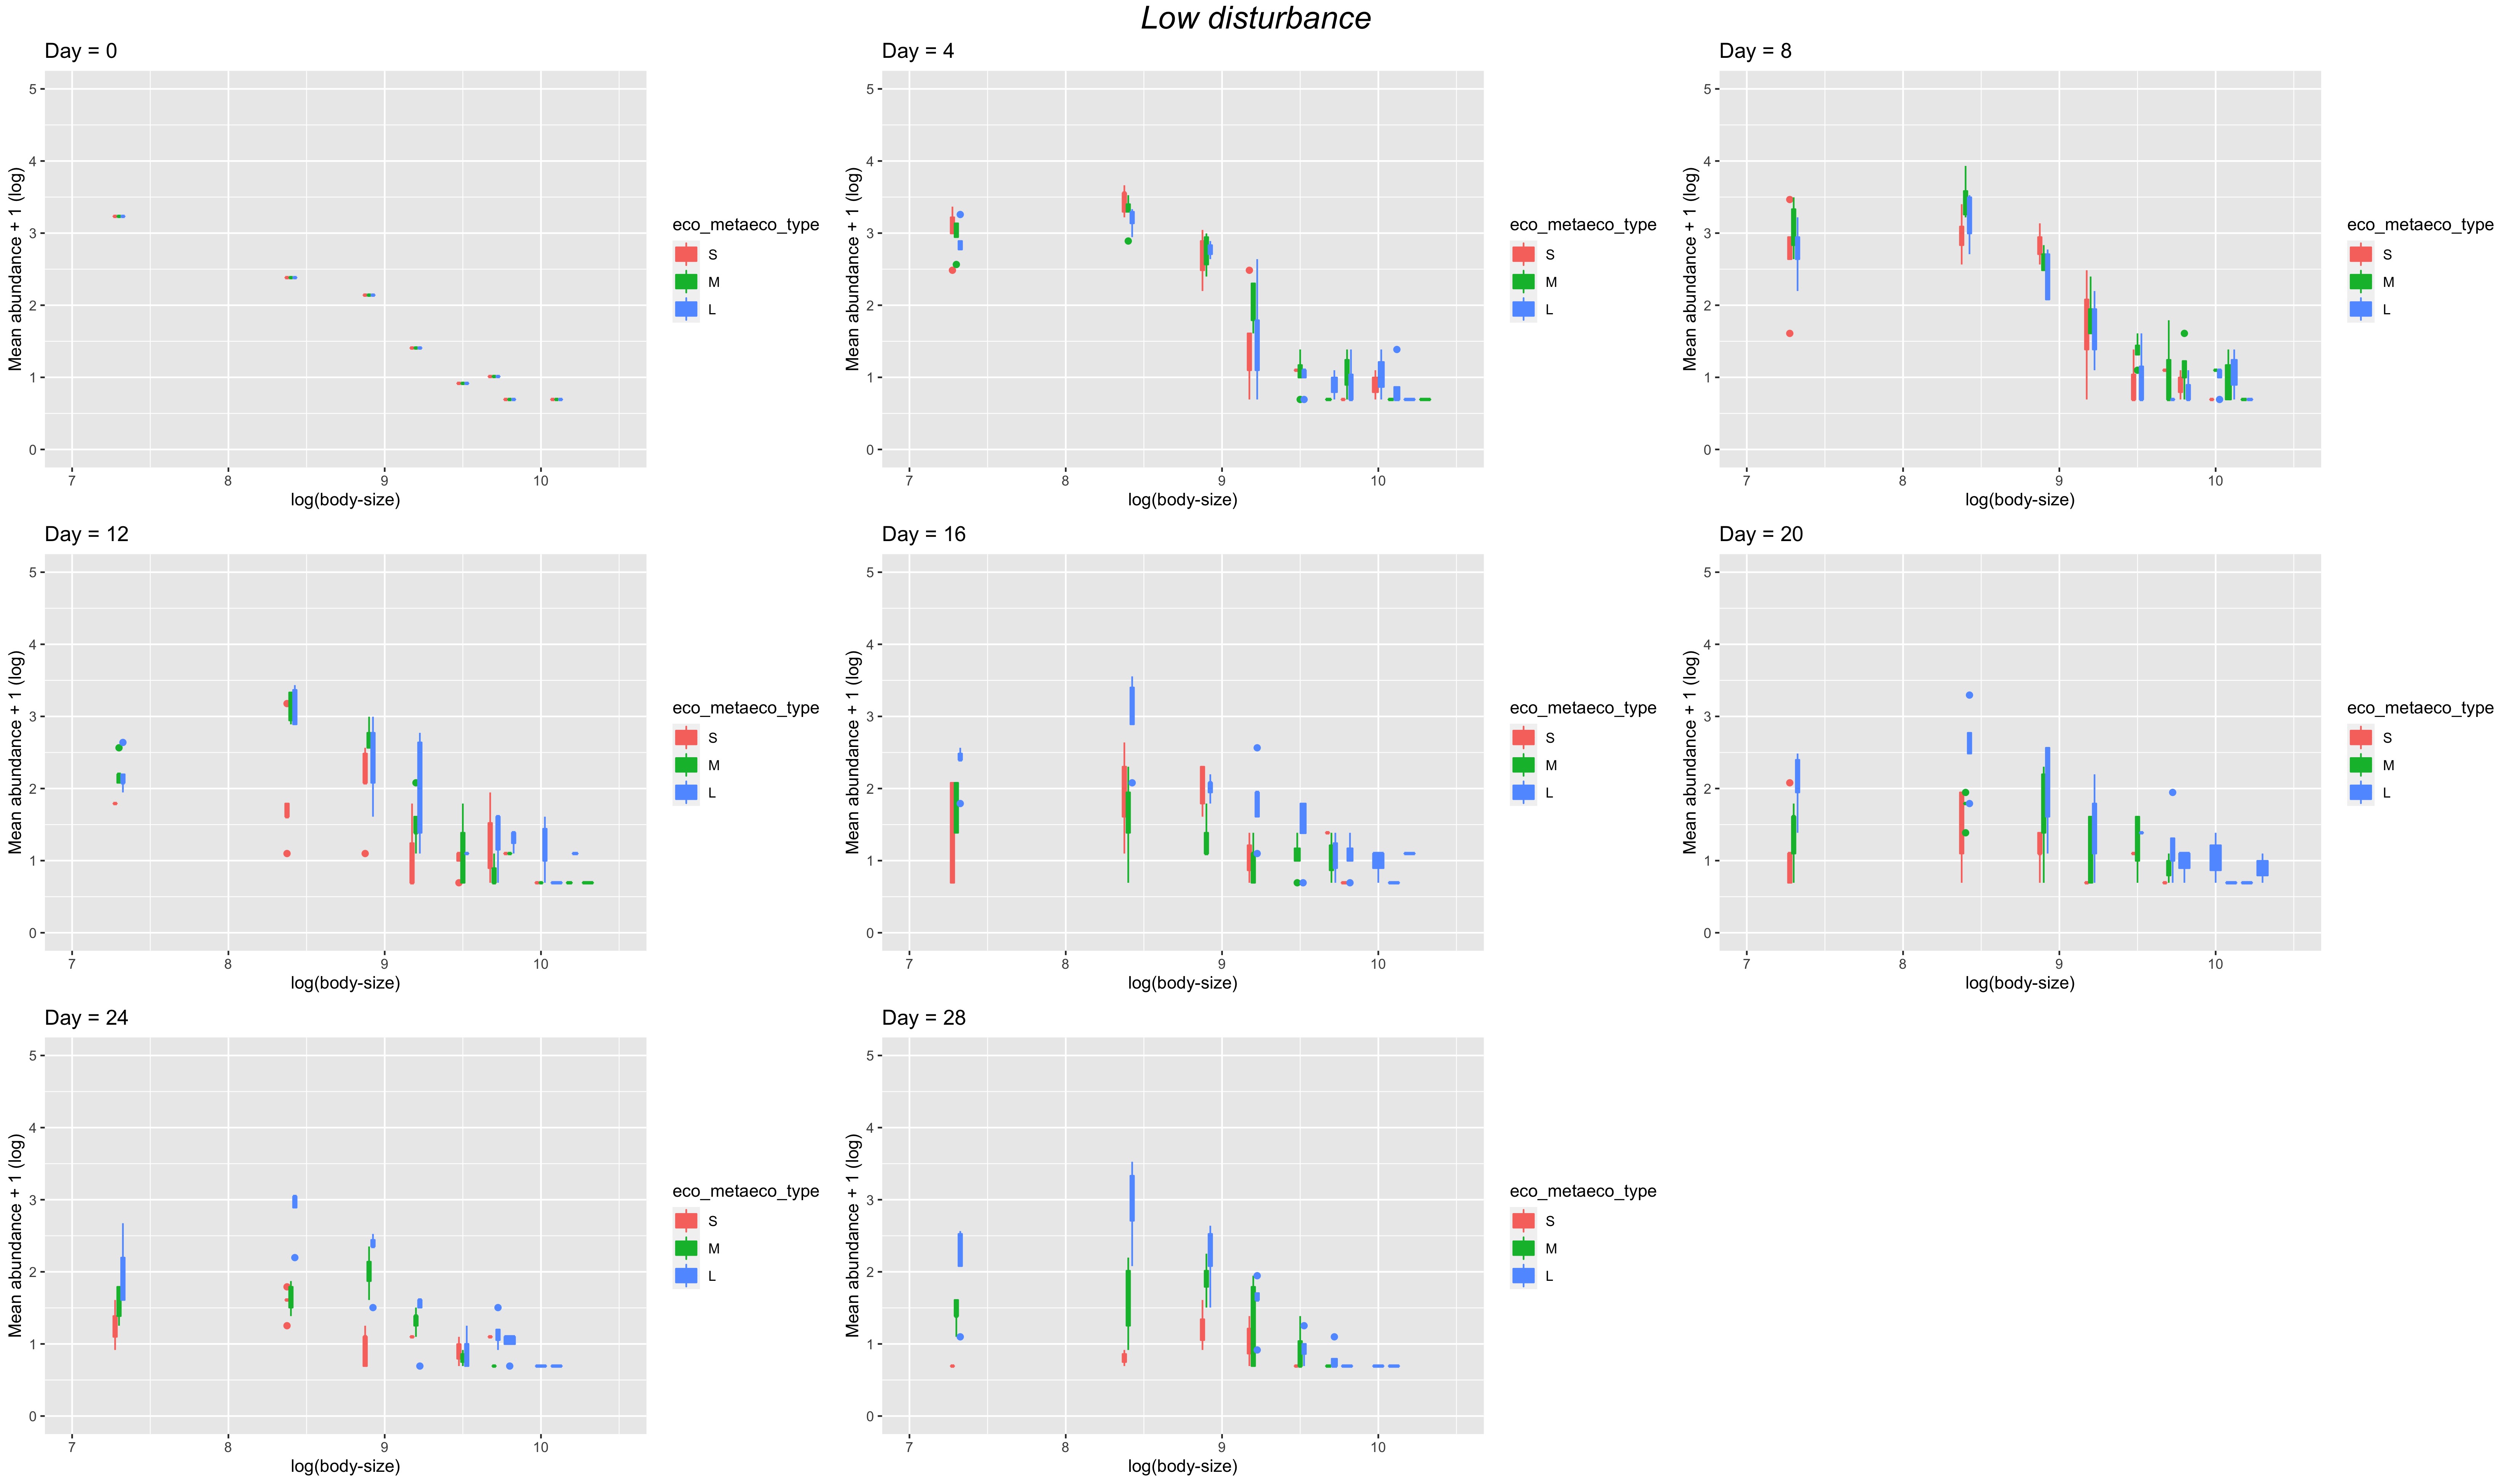 Low disturbance
Day = 0
Mean abundance + 1 (log)
5
4
3
2
1
0
7 8 9 10
log(body-size)
eco_metaeco_type
S
M
L
Day = 4
Mean abundance + 1 (log)
5
4
3
2
1
0
7 8 9 10
log(body-size)
eco_metaeco_type
S
M
L
Day = 8
Mean abundance + 1 (log)
5
4
3
2
1
0
7 8 9 10
log(body-size)
eco_metaeco_type
S
M
L
Day = 12
Mean abundance + 1 (log)
5
4
3
2
1
0
7 8 9 10
log(body-size)
eco_metaeco_type
S
M
L
Day = 16
Mean abundance + 1 (log)
5
4
3
2
1
0
7 8 9 10
log(body-size)
eco_metaeco_type
S
M
L
Day = 20
Mean abundance + 1 (log)
5
4
3
2
1
0
7 8 9 10
log(body-size)
eco_metaeco_type
S
M
L
Day = 24
Mean abundance + 1 (log)
5
4
3
2
1
0
7 8 9 10
log(body-size)
eco_metaeco_type
S
M
L
Day = 28
Mean abundance + 1 (log)
5
4
3
2
1
0
7 8 9 10
log(body-size)
eco_metaeco_type
S
M
L